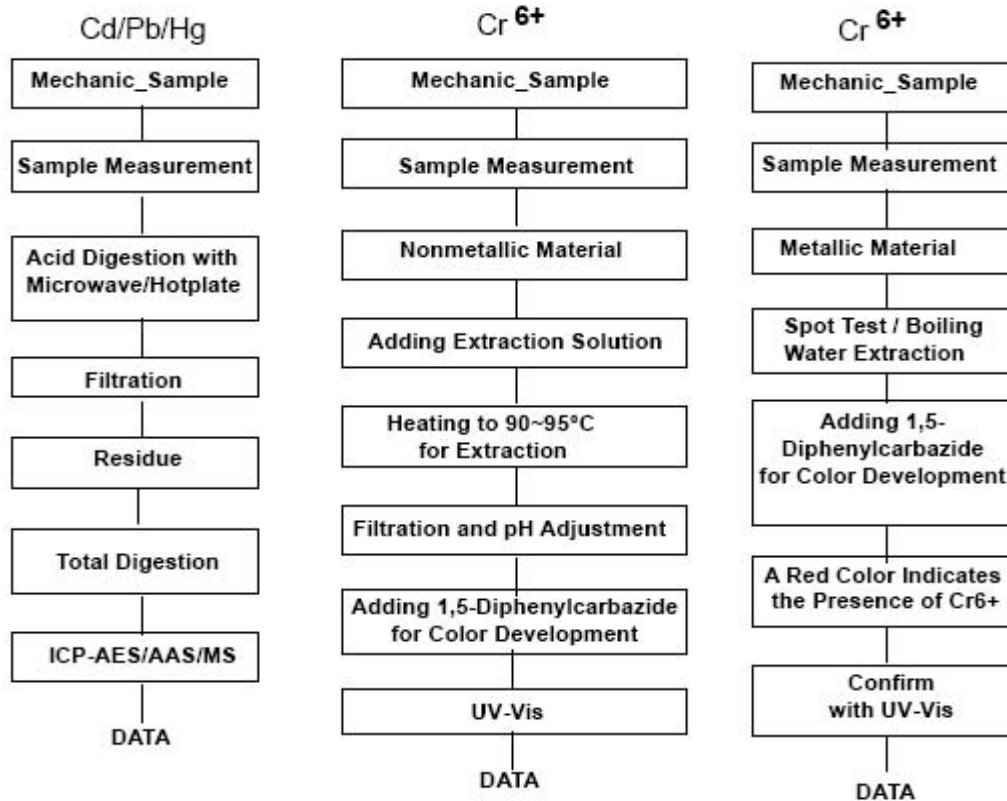 Cd/Pb/Hg
Mechanic_Sample
Sample Measurement
Acid Digestion with
Microwave/Hotplate
Filtration
Residue
Total Digestion
ICP-AES/AAS/MS
DATA
Cr 6+
Mechanic_Sample
Sample Measurement
Nonmetallic Material
Adding Extraction Solution
Heating to 90~95°C
for Extraction
Filtration and pH Adjustment
Adding 1,5-Diphenylcarbazide
for Color Development
UV-Vis
DATA
Cr 6+
Mechanic_Sample
Sample Measurement
Metallic Material
Spot Test / Boiling
Water Extraction
Adding 1,5-
Diphenylcarbazide
for Color Development
A Red Color Indicates
the Presence of Cr6+
Confirm
with UV-Vis
DATA